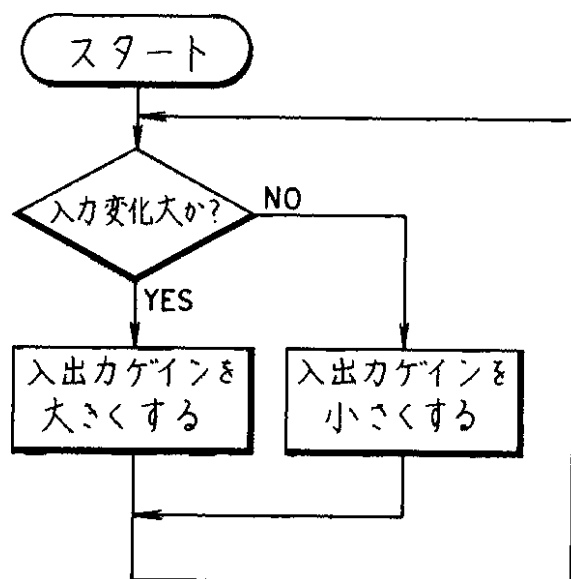 スタート
入力変化大か?
NO
YES
入出力ゲインを
大きくする
入出力ゲインを
小さくする